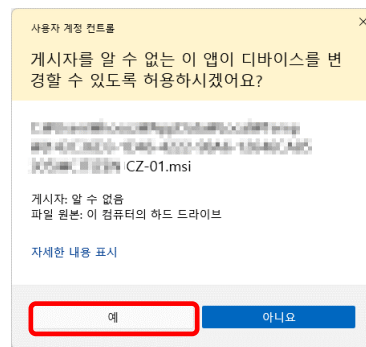 사용자 계정 컨트롤
게시자를 알 수 없는 이 앱이 디바이스를 변
경할 수 있도록 허용하시겠어요?
CZ-01.msi
게시자: 알 수 없음
파일 원본: 이 컴퓨터의 하드 드라이브
자세한 내용 표시
예
아니요